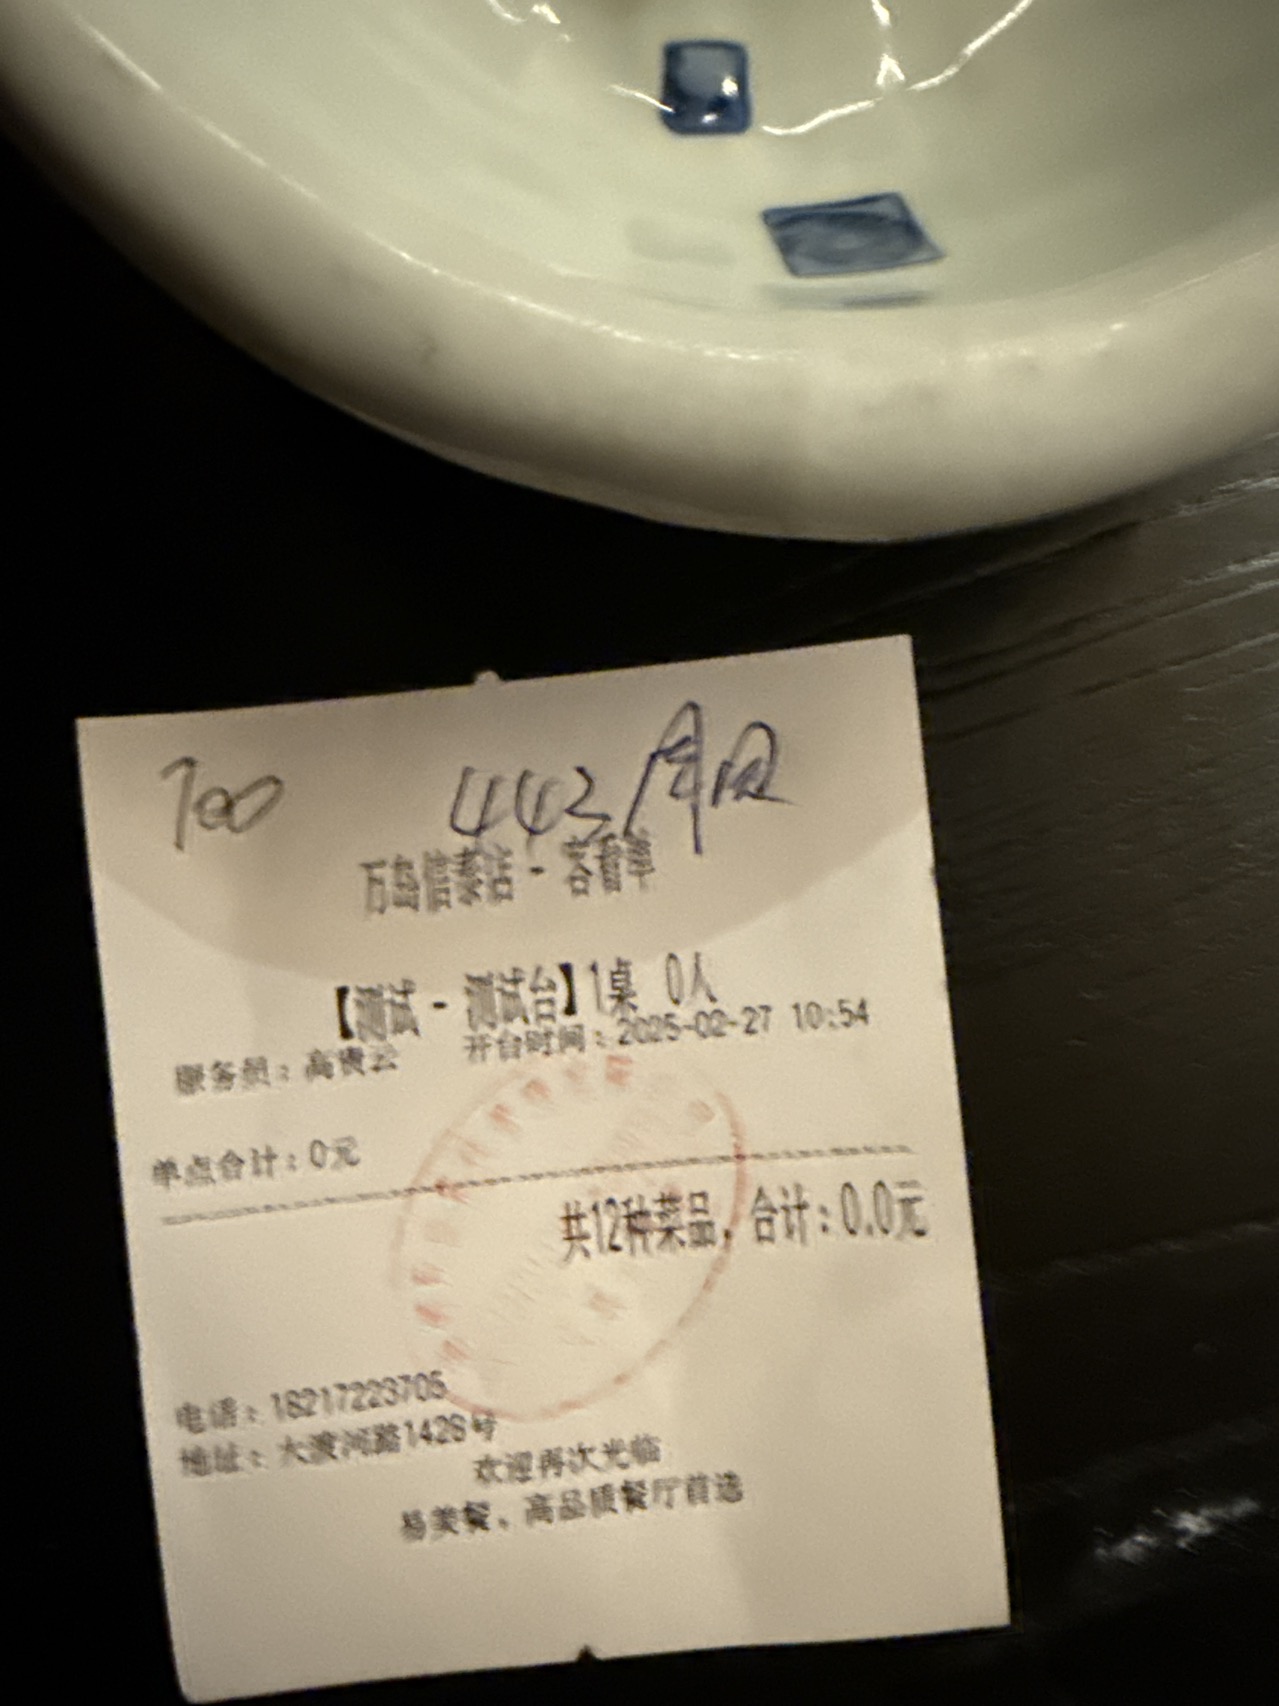 700 443
万岛信葵店 · 客留单
【测试 - 测试台】1桌 0人
服务员：高贵云 开台时间：2025-02-27 10:54
单点合计：0元
共12种菜品，合计：0.0元
电话：18217223705
地址：大渡河路1428号
欢迎再次光临
易美餐，高品质餐厅首选